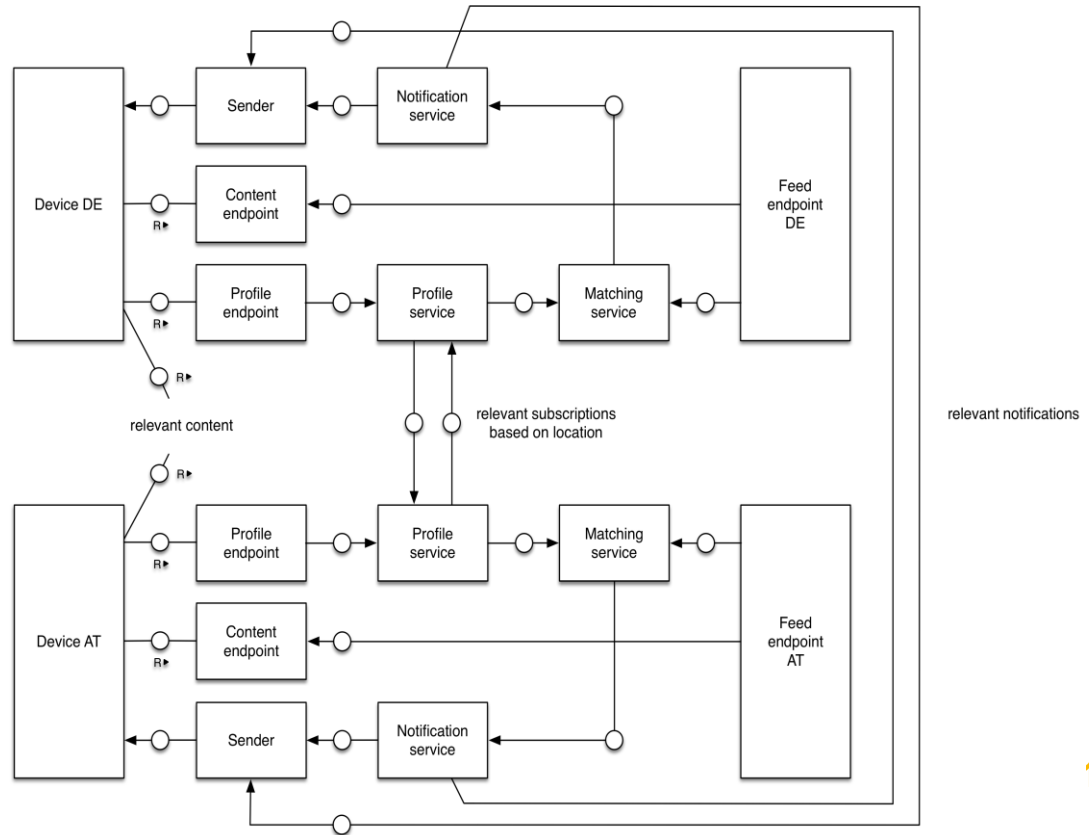 Sender
Notification
service
Device DE
Content
endpoint
Feed
endpoint
DE
R▶
Profile
endpoint
Profile
service
Matching
service
R▶
R▶
relevant content
relevant subscriptions
based on location
relevant notifications
R▶
Profile
endpoint
Profile
service
Matching
service
R▶
Device AT
Content
endpoint
Feed
endpoint
AT
R▶
Sender
Notification
service